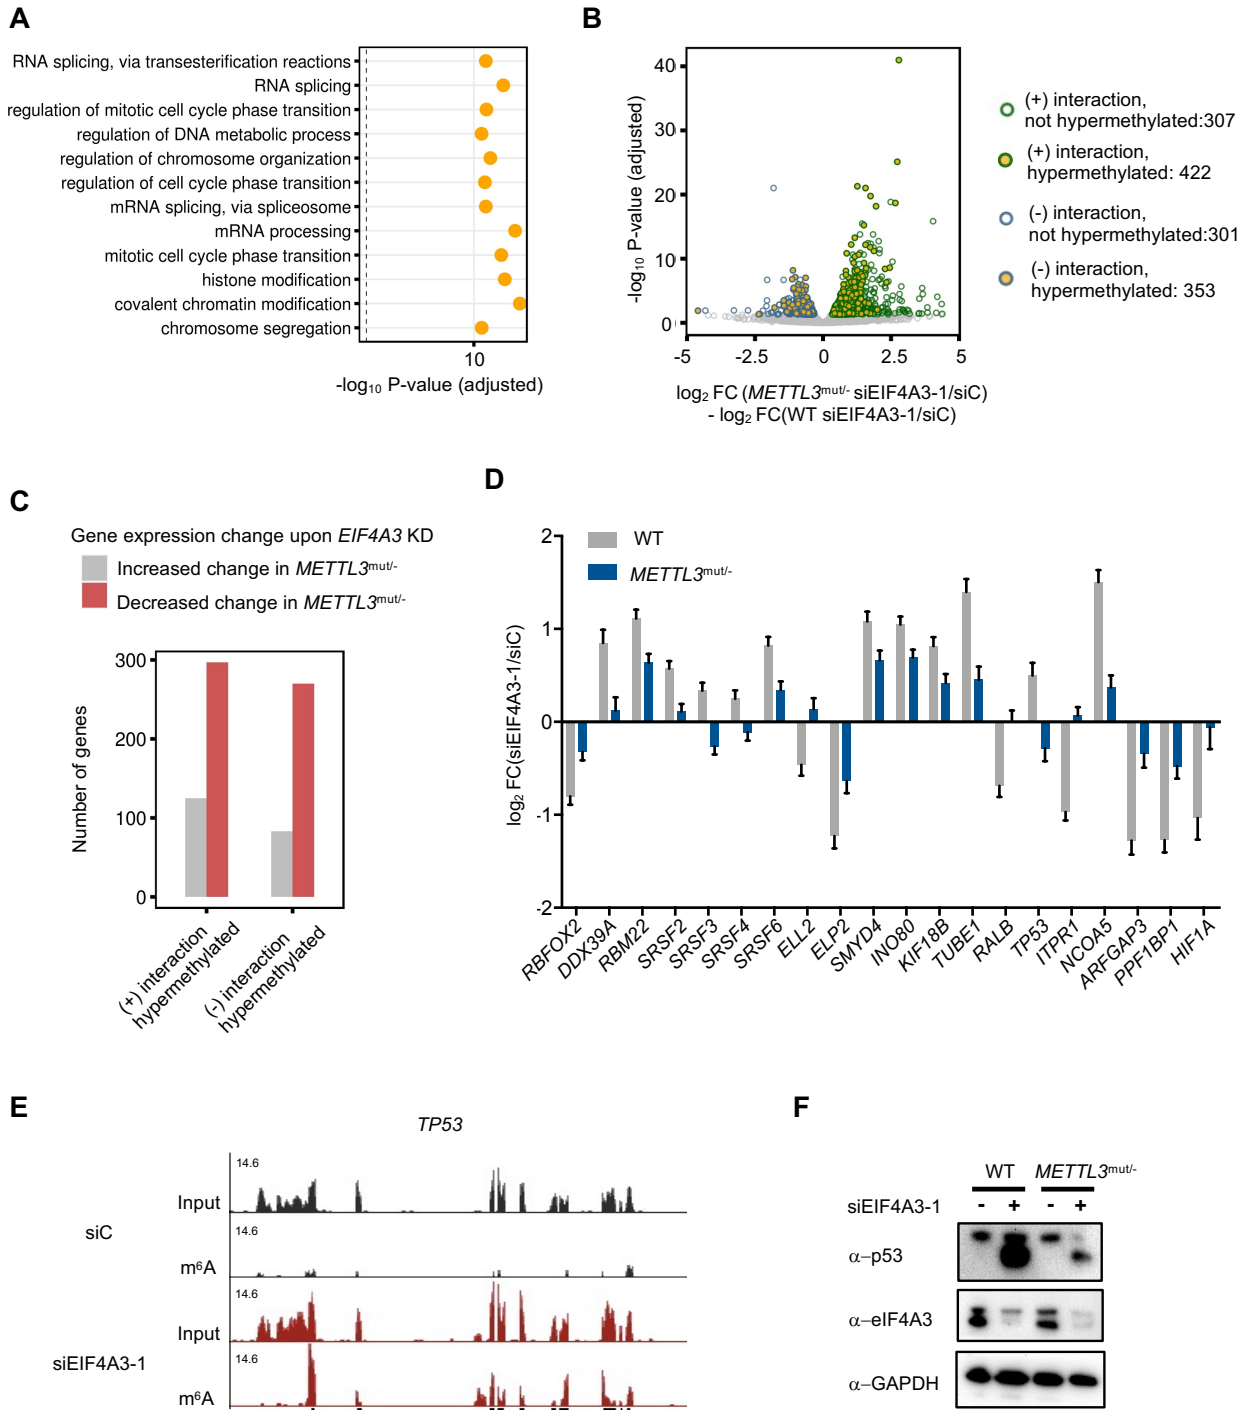 A
RNA splicing, via transesterification reactions
RNA splicing
regulation of mitotic cell cycle phase transition
regulation of DNA metabolic process
regulation of chromosome organization
regulation of cell cycle phase transition
mRNA splicing, via spliceosome
mRNA processing
mitotic cell cycle phase transition
histone modification
covalent chromatin modification
chromosome segregation
10
-log₁₀ P-value (adjusted)
B
-log₁₀ P-value (adjusted)
40
30
20
10
0
-5
-2.5
0
2.5
5
log₂ FC (METTL3ᵐᵘᵗ/⁻ siEIF4A3-1/siC)
- log₂ FC(WT siEIF4A3-1/siC)
(+) interaction,
not hypermethylated:307
(+) interaction,
hypermethylated: 422
(-) interaction,
not hypermethylated:301
(-) interaction,
hypermethylated: 353
C
Gene expression change upon EIF4A3 KD
Increased change in METTL3ᵐᵘᵗ/⁻
Decreased change in METTL3ᵐᵘᵗ/⁻
Number of genes
300
200
100
0
(+) interaction
hypermethylated
(-) interaction
hypermethylated
D
WT
METTL3ᵐᵘᵗ/⁻
log₂ FC(siEIF4A3-1/siC)
2
1
0
-1
-2
RBFOX2
DDX39A
RBM22
SRSF2
SRSF3
SRSF4
SRSF6
ELL2
ELP2
SMYD4
INO80
KIF18B
TUBE1
RALB
TP53
ITPR1
NCOA5
ARFGAP3
PPF1BP1
HIF1A
E
TP53
siC
Input
14.6
m⁶A
14.6
siEIF4A3-1
Input
14.6
m⁶A
14.6
F
WT METTL3ᵐᵘᵗ/⁻
siEIF4A3-1 - + - +
α–p53
α–eIF4A3
α–GAPDH